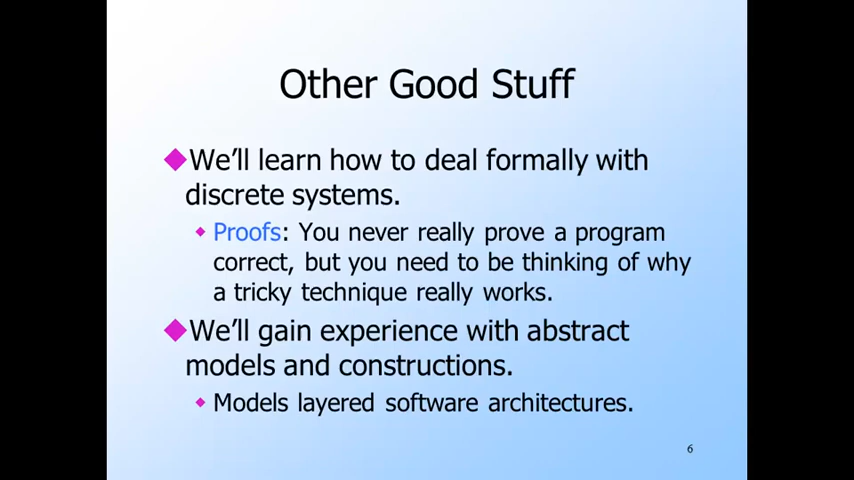 Other Good Stuff
We'll learn how to deal formally with
discrete systems.
Proofs: You never really prove a program
correct, but you need to be thinking of why
a tricky technique really works.
We'll gain experience with abstract
models and constructions.
Models layered software architectures.
6